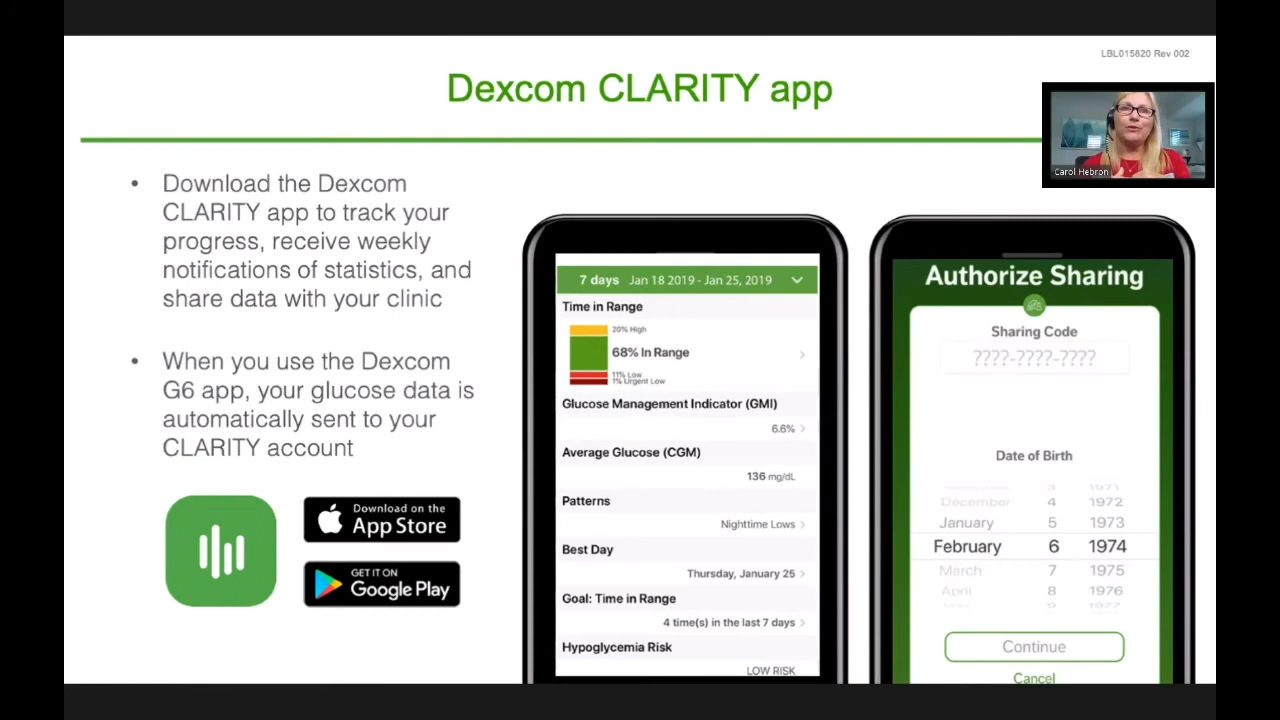 LBL015820 Rev 002
Dexcom CLARITY app
Carol Hebron
• Download the Dexcom
CLARITY app to track your
progress, receive weekly
notifications of statistics, and
share data with your clinic
• When you use the Dexcom
G6 app, your glucose data is
automatically sent to your
CLARITY account
Download on the
App Store
GET IT ON
Google Play
7 days Jan 18 2019 - Jan 25, 2019
Time in Range
20% High
68% In Range
11% Low
1% Urgent Low
Glucose Management Indicator (GMI)
6.6%
Average Glucose (CGM)
136 mg/dL
Patterns
Nighttime Lows
Best Day
Thursday, January 25
Goal: Time in Range
4 time(s) in the last 7 days
Hypoglycemia Risk
LOW RISK
Authorize Sharing
Sharing Code
????-????-????
Date of Birth
3 1971
December 4 1972
January 5 1973
February 6 1974
March 7 1975
April 8 1976
9 1977
Continue
Cancel